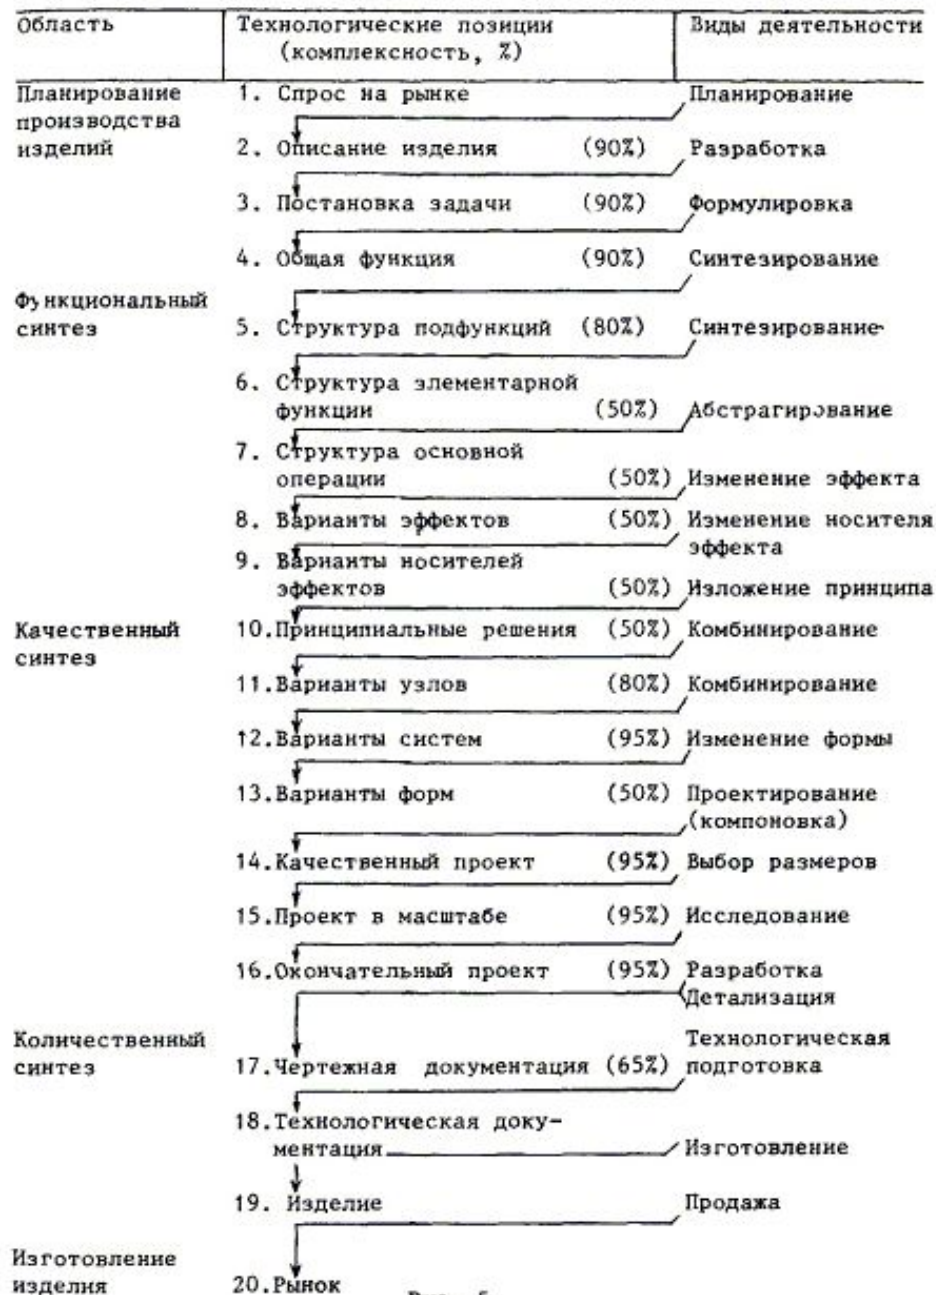 Область Технологические позиции Виды деятельности
(комплексность, %)
Планирование 1. Спрос на рынке Планирование
производства
изделий 2. Описание изделия (90%) Разработка
3. Постановка задачи (90%) Формулировка
4. Общая функция (90%) Синтезирование
Функциональный
синтез 5. Структура подфункций (80%) Синтезирование
6. Структура элементарной
функции (50%) Абстрагирование
7. Структура основной
операции (50%) Изменение эффекта
8. Варианты эффектов (50%) Изменение носителя
эффекта
9. Варианты носителей
эффектов (50%) Изложение принципа
Качественный 10.Принципиальные решения (50%) Комбинирование
синтез
11.Варианты узлов (80%) Комбинирование
12.Варианты систем (95%) Изменение формы
13.Варианты форм (50%) Проектирование
(компоновка)
14.Качественный проект (95%) Выбор размеров
15.Проект в масштабе (95%) Исследование
16.Окончательный проект (95%) Разработка
Детализация
Количественный Технологическая
синтез 17.Чертежная документация (65%) подготовка
18.Технологическая доку-
ментация Изготовление
19. Изделие Продажа
Изготовление
изделия 20.Рынок